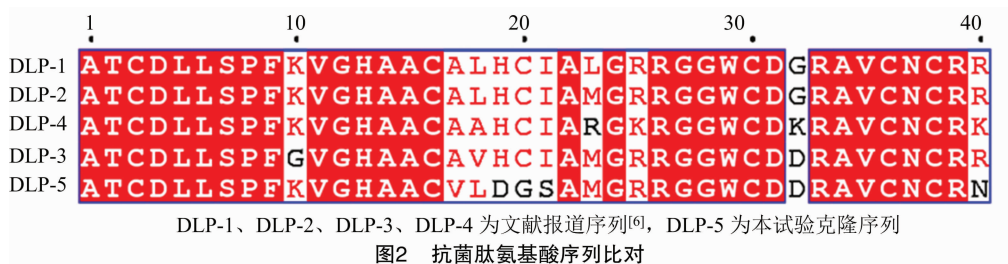 1 10 20 30 40
DLP-1 ATCDLLSPFKVGHAACALHCIALGRRGGWCDGRAVCNCRR
DLP-2 ATCDLLSPFKVGHAACALHCIAMGRRGGWCDGRAVCNCRR
DLP-4 ATCDLLSPFKVGHAACAAHCIARGKRGGWCDKRAVCNCRK
DLP-3 ATCDLLSPFGVGHAACAVHCIAMGRRGGWCDDRAVCNCRR
DLP-5 ATCDLLSPFKVGHAACVLDGSAMGRRGGWCDDRAVCNCRN
DLP-1、DLP-2、DLP-3、DLP-4 为文献报道序列[6]，DLP-5 为本试验克隆序列
图2 抗菌肽氨基酸序列比对